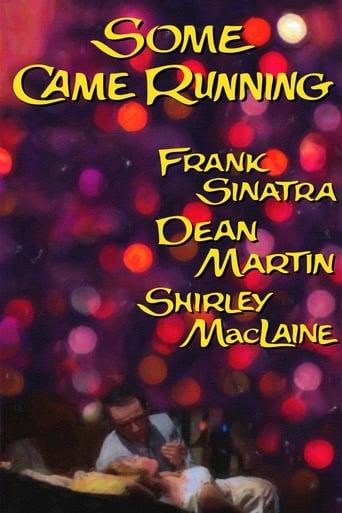 SOME
CAME RUNNING
FRANK
SINATRA
DEAN
MARTIN
SHIRLEY
MACLAINE